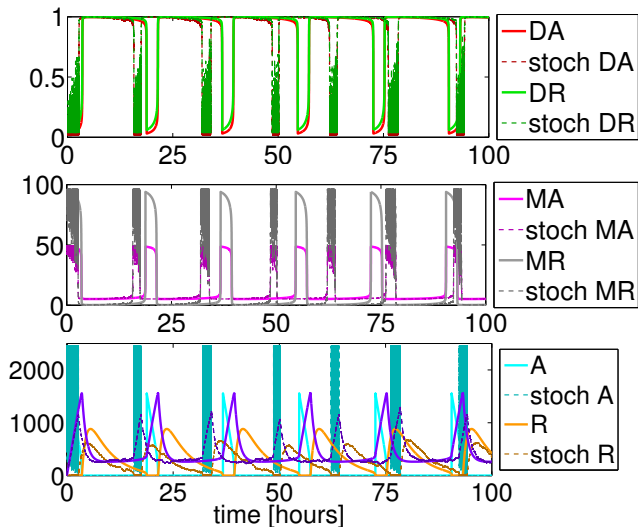 1
0.5
0
0 25 50 75 100
DA
stoch DA
DR
stoch DR
100
50
0
0 25 50 75 100
MA
stoch MA
MR
stoch MR
2000
1000
0
0 25 50 75 100
time [hours]
A
stoch A
R
stoch R